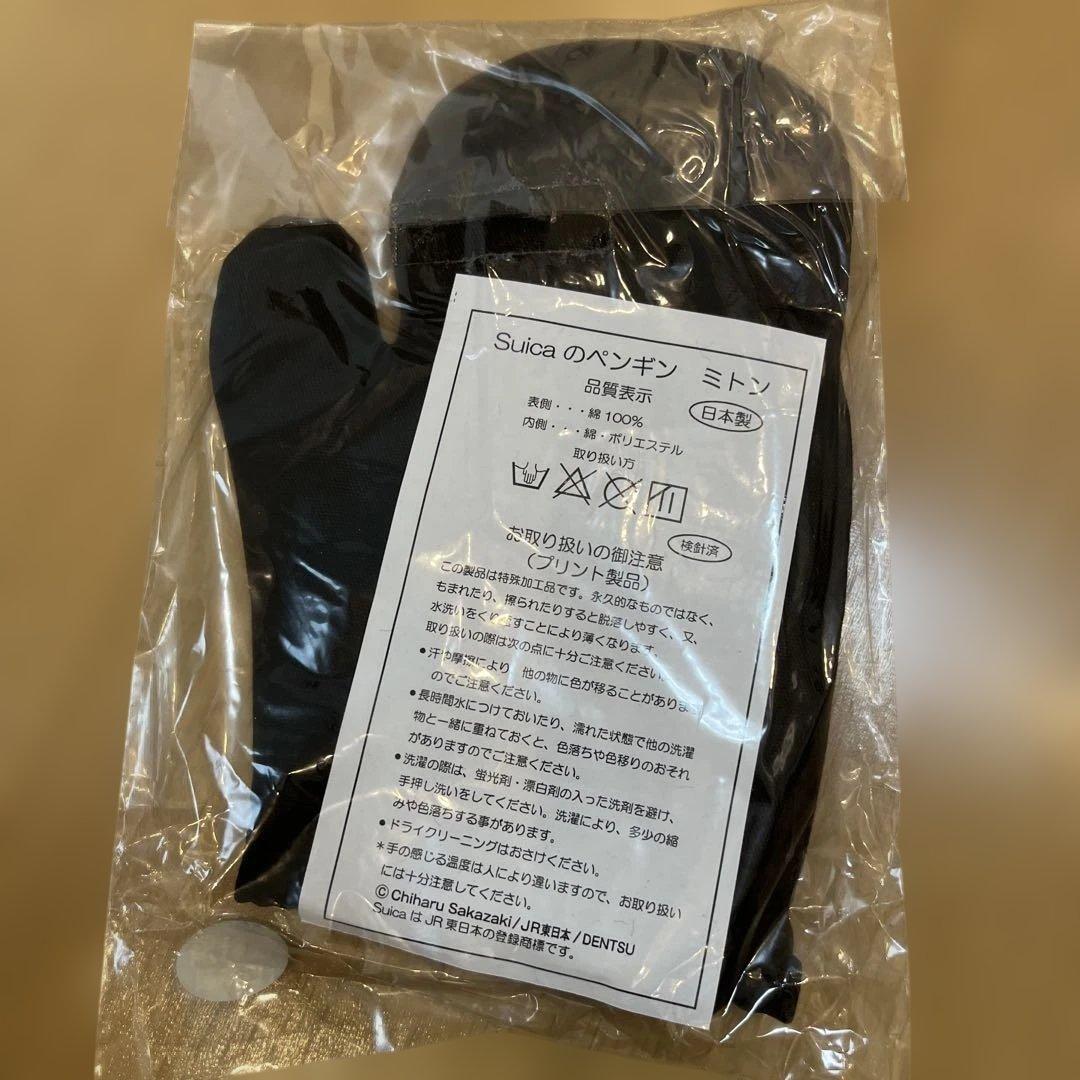 Suica のペンギン　ミトン
品質表示
日本製
表側・・・綿 100%
内側・・・綿・ポリエステル
取り扱い方
検針済
お取り扱いの御注意
（プリント製品）
この製品は特殊加工品です。永久的なものではなく、
もまれたり、擦られたりすると脱落しやすく、又、
水洗いをくり返すことにより薄くなります。
取り扱いの際は次の点に十分ご注意ください。
●汗や摩擦により、他の物に色が移ることがあります
のでご注意ください。
●長時間水につけておいたり、濡れた状態で他の洗濯
物と一緒に重ねておくと、色落ちや色移りのおそれ
がありますのでご注意ください。
●洗濯の際は、蛍光剤・漂白剤の入った洗剤を避け、
手押し洗いをしてください。洗濯により、多少の縮
みや色落ちする事があります。
●ドライクリーニングはおさけください。
＊手の感じる温度は人により違いますので、お取り扱い
には十分注意してください。
© Chiharu Sakazaki/JR東日本/DENTSU
Suica は JR 東日本の登録商標です。